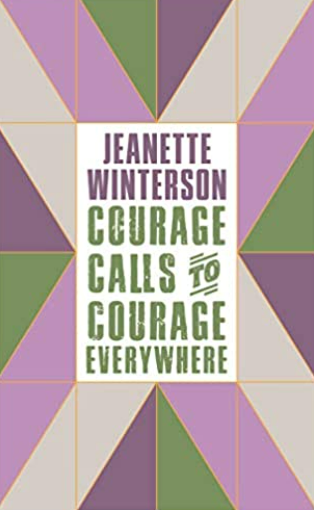 JEANETTE
WINTERSON
COURAGE
CALLS TO
COURAGE
EVERYWHERE